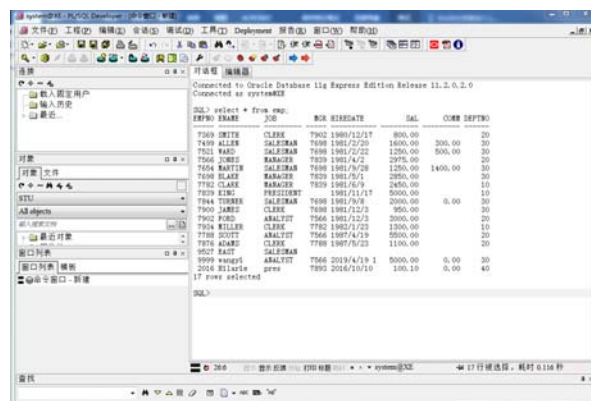 system@XE - PL/SQL Developer - [命令窗口 - 新建]
文件(F) 工程(P) 编辑(E) 会话(S) 调试(D) 工具(T) Deployment 报告(R) 窗口(W) 帮助(H)
连接
载入固定用户
输入历史
最近...
对象
对象 文件
STU
All objects
输入搜索文件
最近对象
窗口列表
窗口列表 模板
命令窗口 - 新建
对话框 编辑器
Connected to Oracle Database 11g Express Edition Release 11.2.0.2.0
Connected as system@XE
SQL> select * from emp.
EMPNO ENAME JOB MGR HIREDATE SAL COMM DEPTNO
7369 SMITH CLERK 7902 1980/12/17 800.00 20
7499 ALLEN SALESMAN 7698 1981/2/20 1600.00 300.00 30
7521 WARD SALESMAN 7698 1981/2/22 1250.00 500.00 30
7566 JONES MANAGER 7839 1981/4/2 2975.00 20
7654 MARTIN SALESMAN 7698 1981/9/28 1250.00 1400.00 30
7698 BLAKE MANAGER 7839 1981/5/1 2850.00 30
7782 CLARK MANAGER 7839 1981/6/9 2450.00 10
7839 KING PRESIDENT 1981/11/17 5000.00 10
7844 TURNER SALESMAN 7698 1981/9/8 2000.00 0.00 30
7900 JAMES CLERK 7698 1981/12/3 950.00 30
7902 FORD ANALYST 7566 1981/12/3 3000.00 20
7934 MILLER CLERK 7782 1982/1/23 1300.00 10
7788 SCOTT ANALYST 7566 1987/4/19 5500.00 20
7876 ADAMS CLERK 7788 1987/5/23 1100.00 20
9527 EAST SALESMAN
9999 wangyi ANALYST 7566 2019/4/19 1 5000.00 0.00 30
2016 Hilarie pres 7893 2016/10/10 100.10 0.00 40
17 rows selected
SQL>
26:6 system@XE 17 行被选择，耗时 0.116 秒
查找